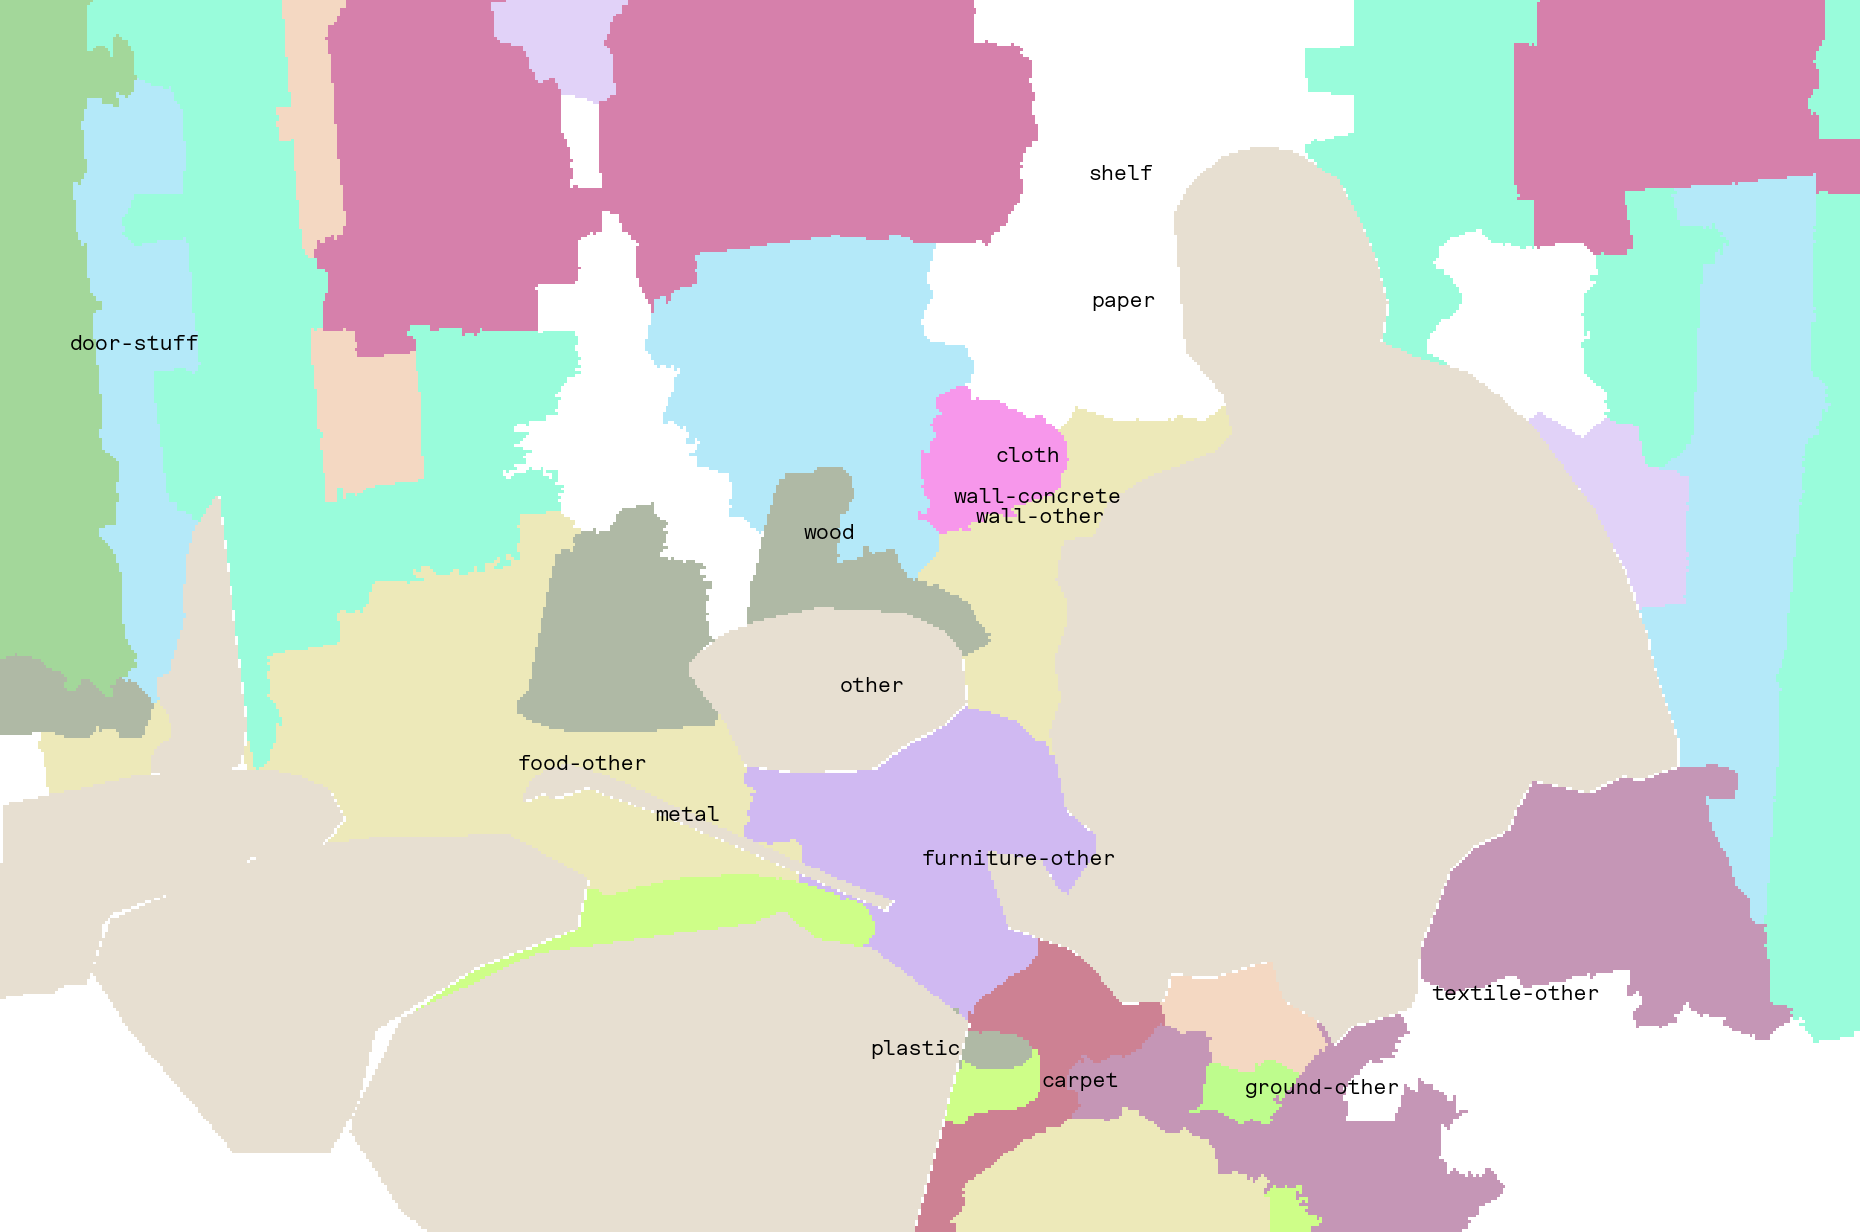 shelf
paper
door-stuff
cloth
wall-concrete
wall-other
wood
other
food-other
metal
furniture-other
textile-other
plastic
carpet
ground-other